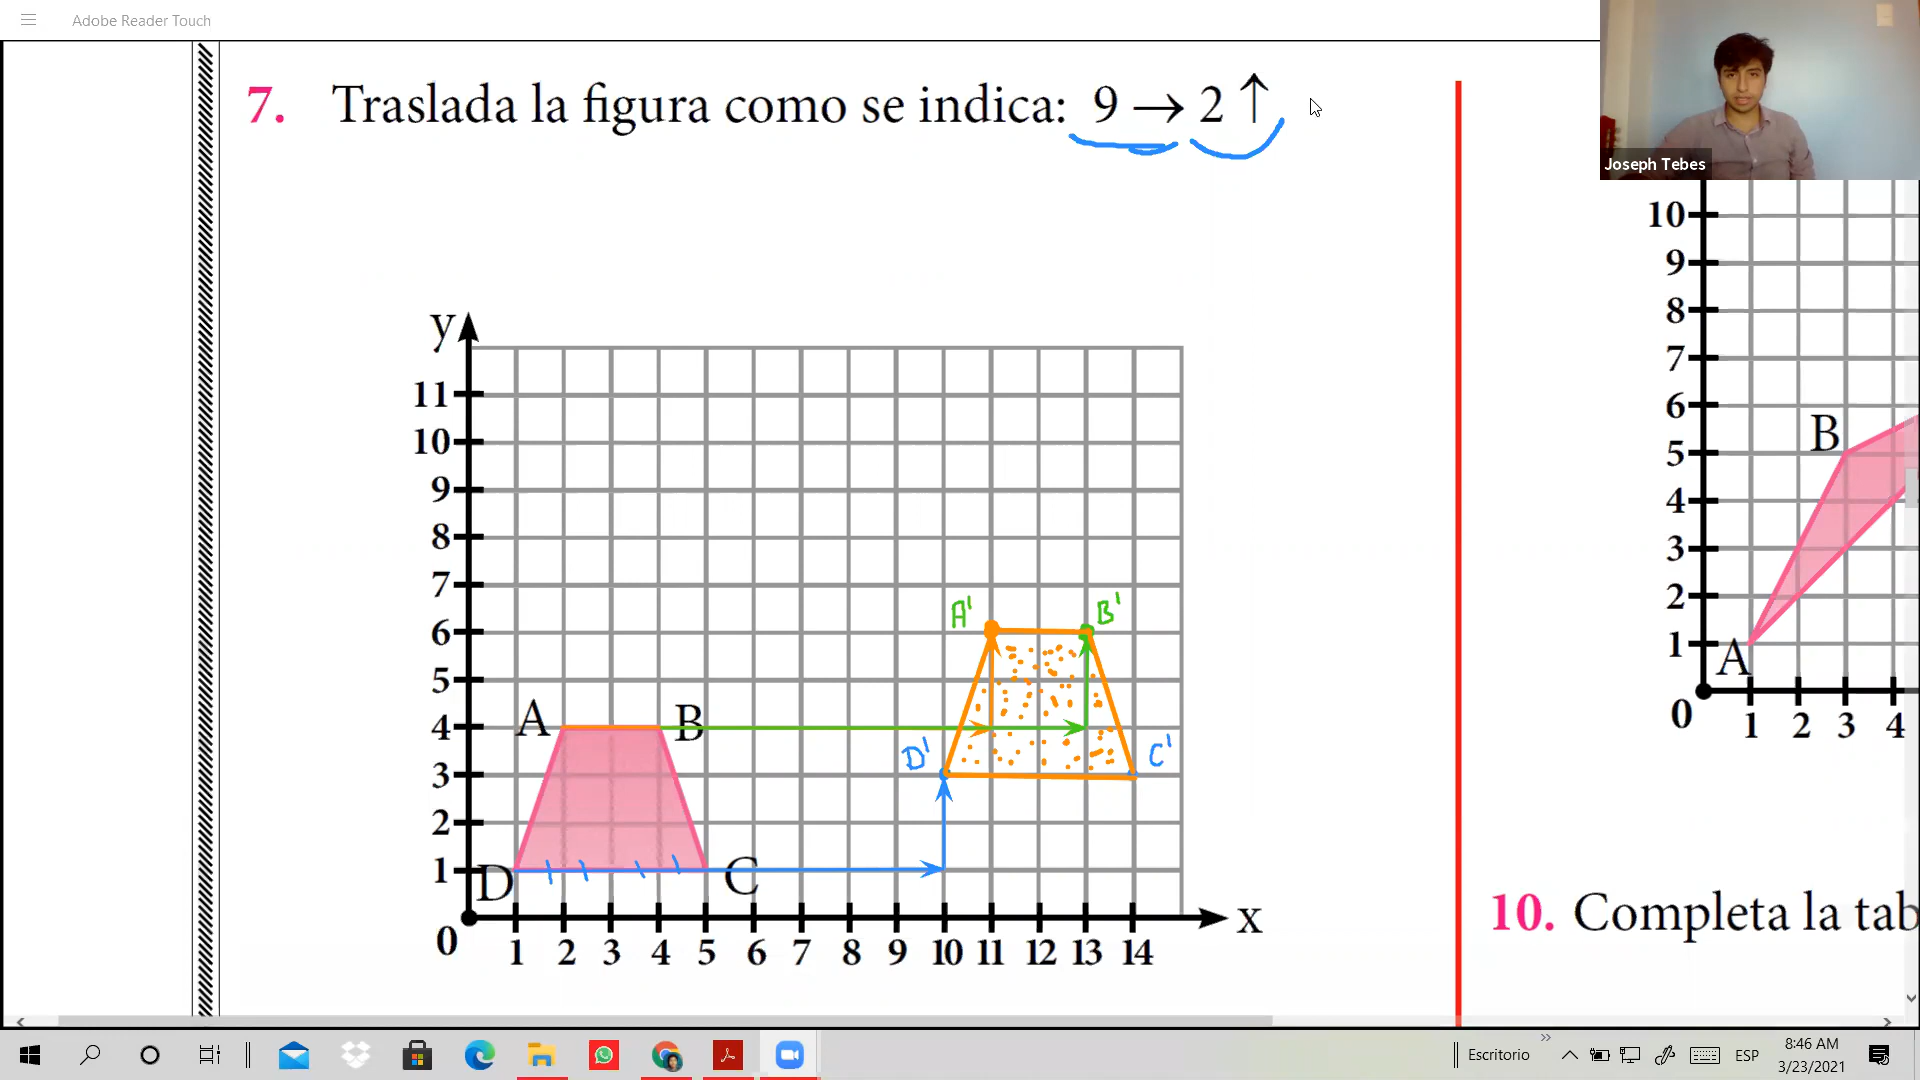 Adobe Reader Touch
7. Traslada la figura como se indica: 9 → 2 ↑
Joseph Tebes
y
11
10
9
8
7
6
5
4
3
2
1
0
1 2 3 4 5 6 7 8 9 10 11 12 13 14
x
A B
D C
A' B'
D' C'
10
9
8
7
6
5
4
3
2
1
0
1 2 3 4
B
A
10. Completa la tab
Escritorio
ESP
8:46 AM
3/23/2021